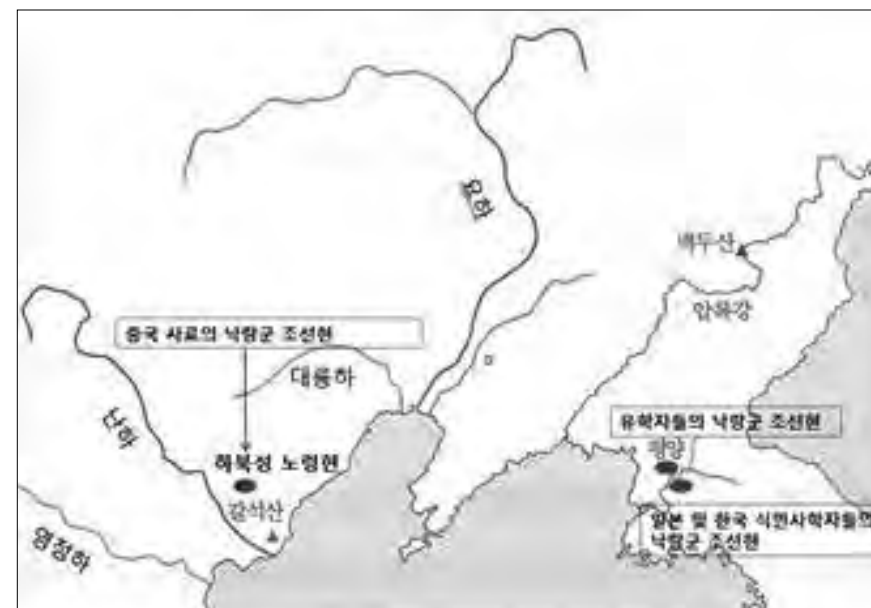 요하
백두산
압록강
중국 사료의 낙랑군 조선현
대릉하
난하
유학자들의 낙랑군 조선현
평양
하북성 노령현
갈석산
일본 및 한국 식민사학자들의
낙랑군 조선현
영정하